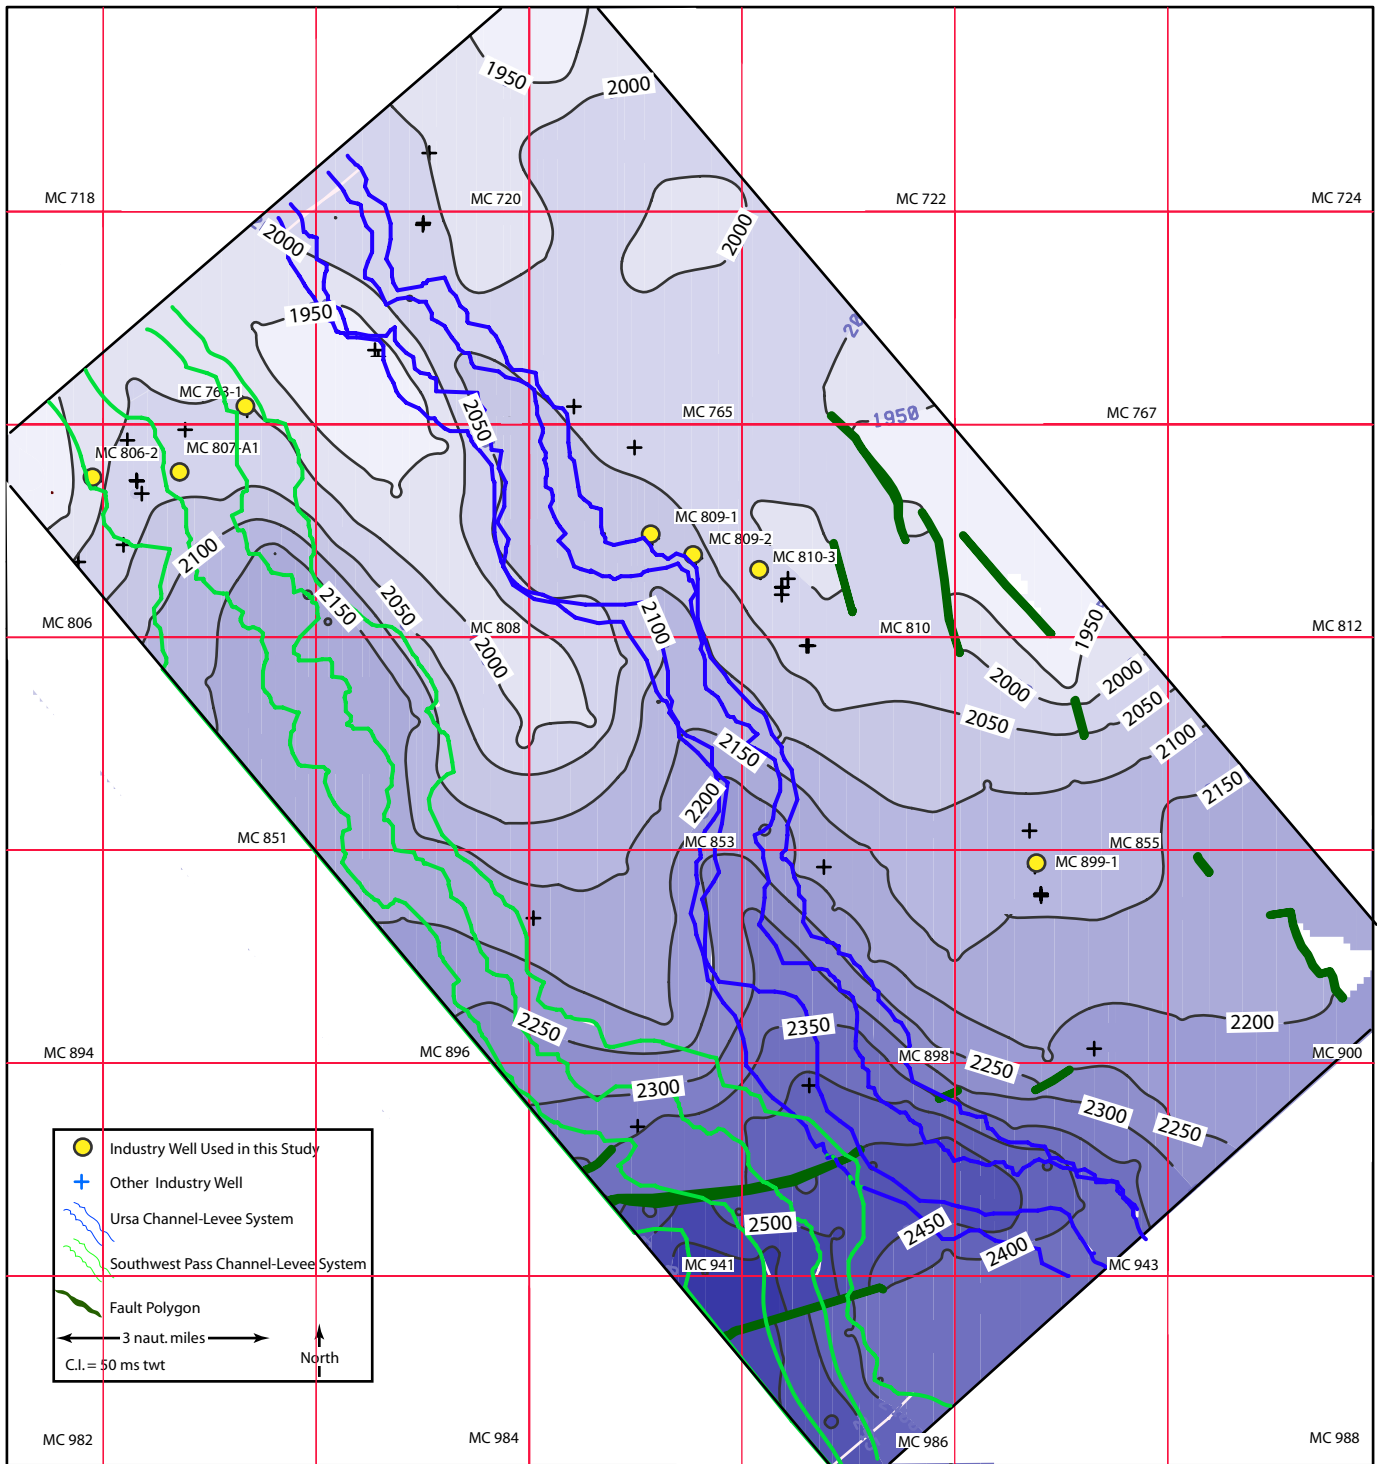 1950
2000
MC 718
MC 720
MC 722
MC 724
2000
2000
20
1950
1950
MC 763-1
2050
MC 765
MC 767
MC 806-2
MC 807-A1
MC 809-1
MC 809-2
MC 810-3
2100
2150
2050
2100
1950
MC 806
MC 808
MC 810
MC 812
2000
2000
2000
2050
2050
2100
2150
2150
2200
MC 851
MC 853
MC 855
MC 899-1
2250
2350
2200
MC 894
MC 896
MC 898
MC 900
2250
2300
2300
2250
Industry Well Used in this Study
Other Industry Well
Ursa Channel-Levee System
Southwest Pass Channel-Levee System
Fault Polygon
3 naut. miles
North
C.I. = 50 ms twt
2500
2450
2400
MC 941
MC 943
MC 982
MC 984
MC 986
MC 988